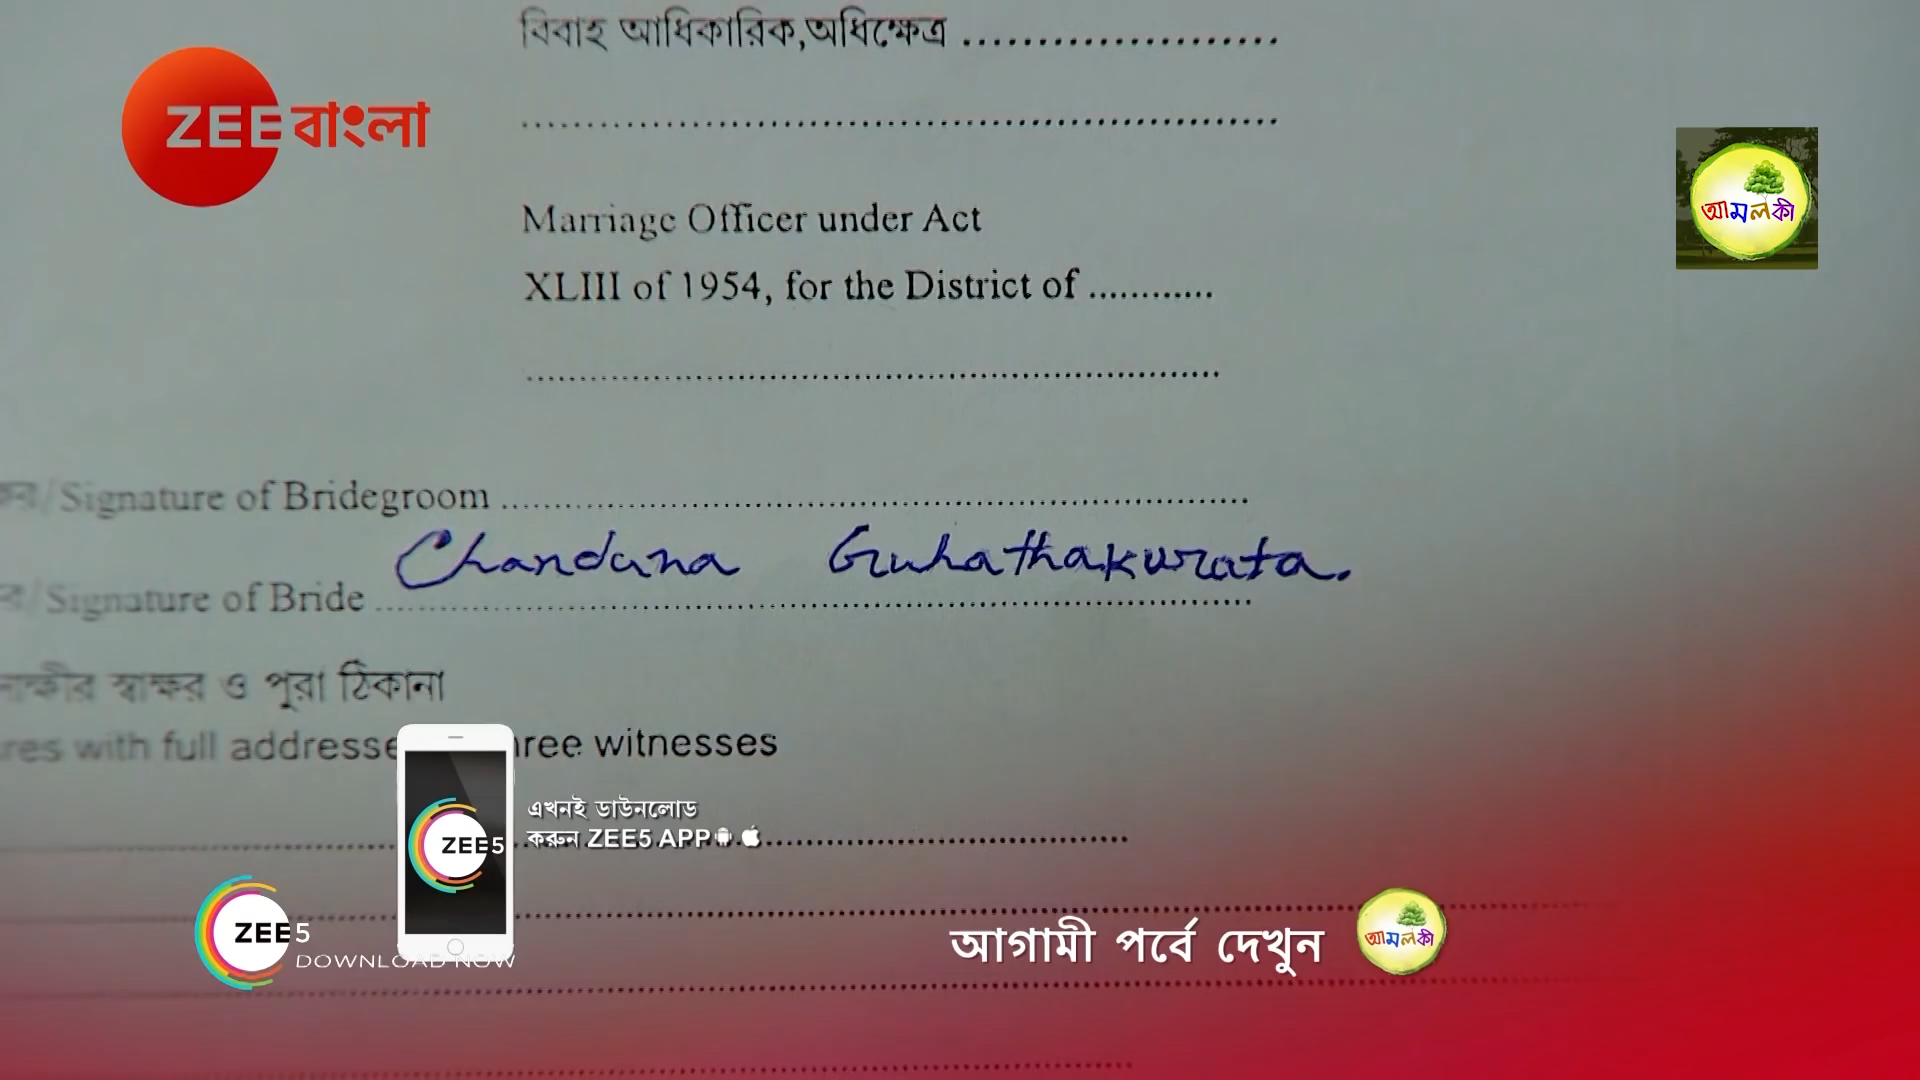 বিবাহ আধিকারিক,অধিক্ষেত্র ....................
ZEE বাংলা
আমলকী
Marriage Officer under Act
XLIII of 1954, for the District of ............
/Signature of Bridegroom
Chandana Guhathakurata.
/Signature of Bride
স্বাক্ষর ও পুরা ঠিকানা
with full addresse hree witnesses
এখনই ডাউনলোড
ZEE5
করুন ZEE5 APP
ZEE5
DOWNLOAD NOW
আগামী পর্বে দেখুন
আমলকী